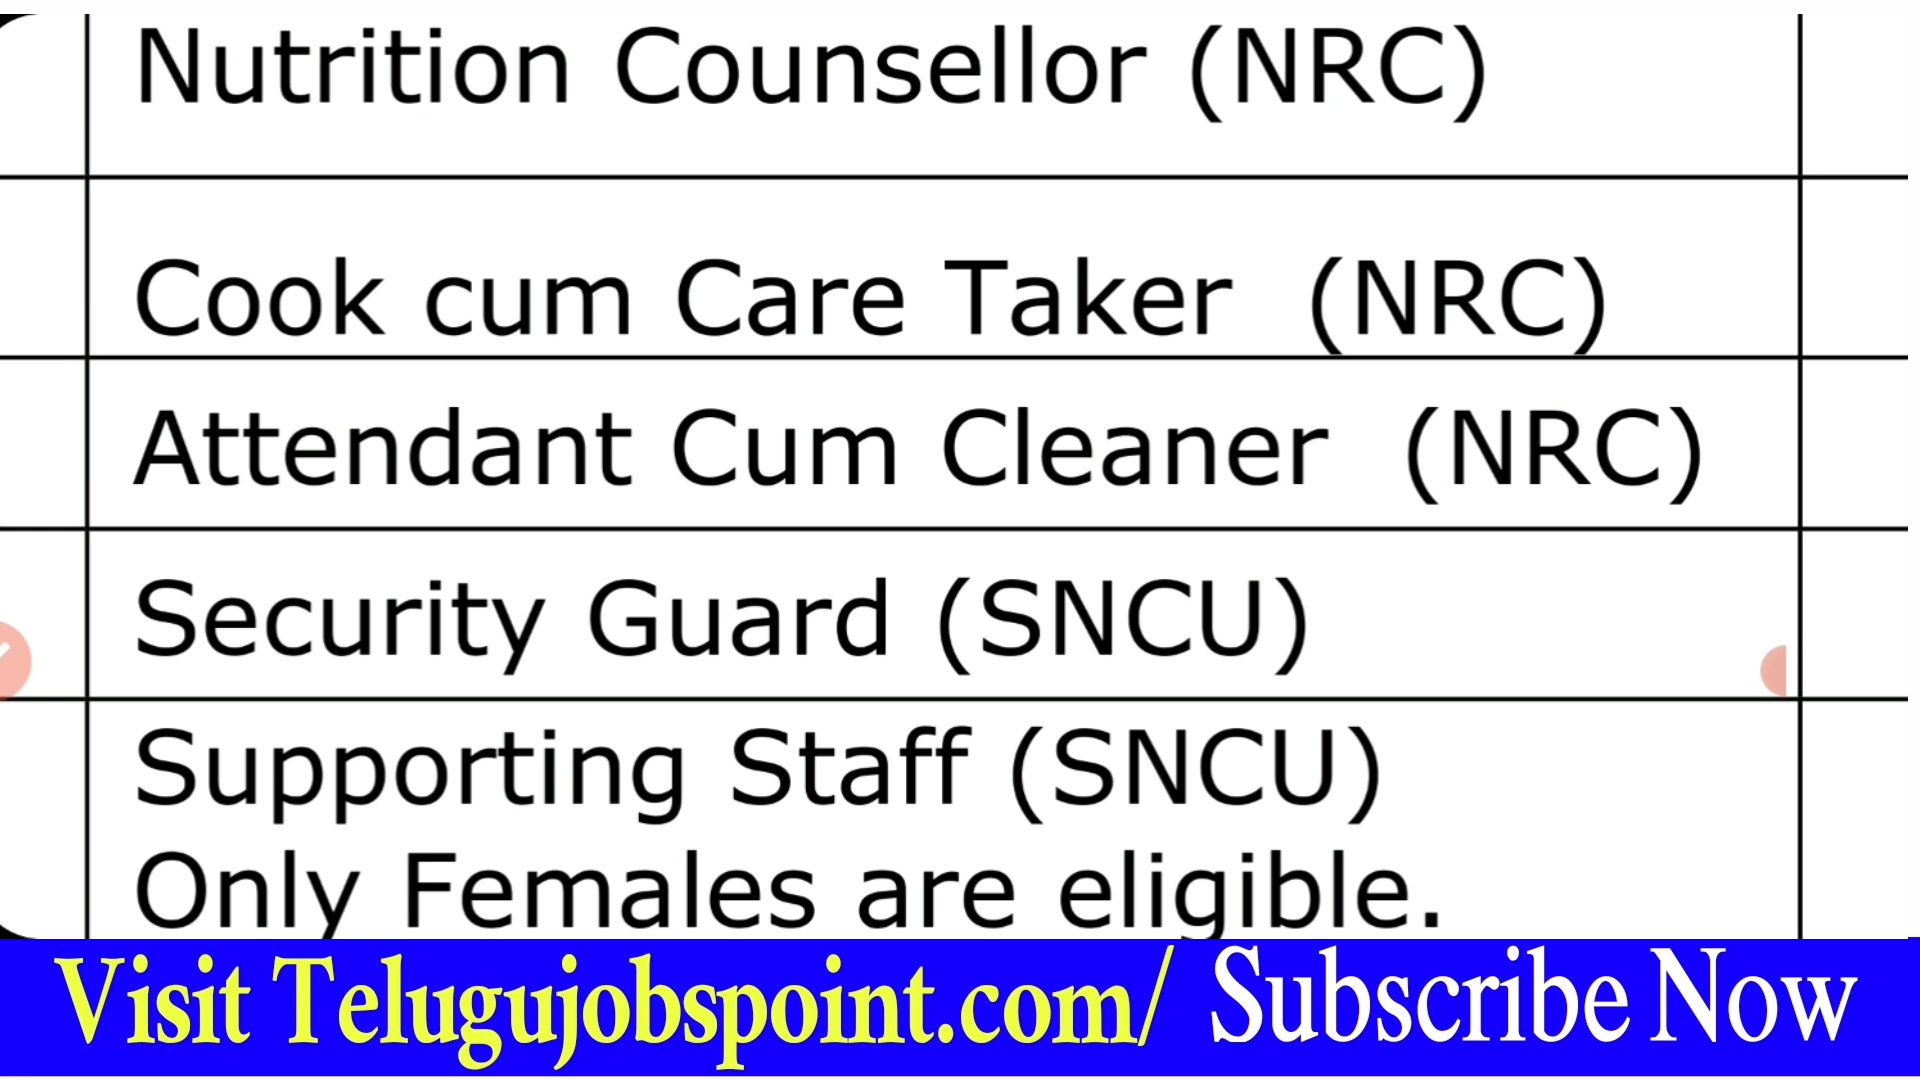 Nutrition Counsellor (NRC)
Cook cum Care Taker (NRC)
Attendant Cum Cleaner (NRC)
Security Guard (SNCU)
Supporting Staff (SNCU)
Only Females are eligible.
Visit Telugujobspoint.com/ Subscribe Now